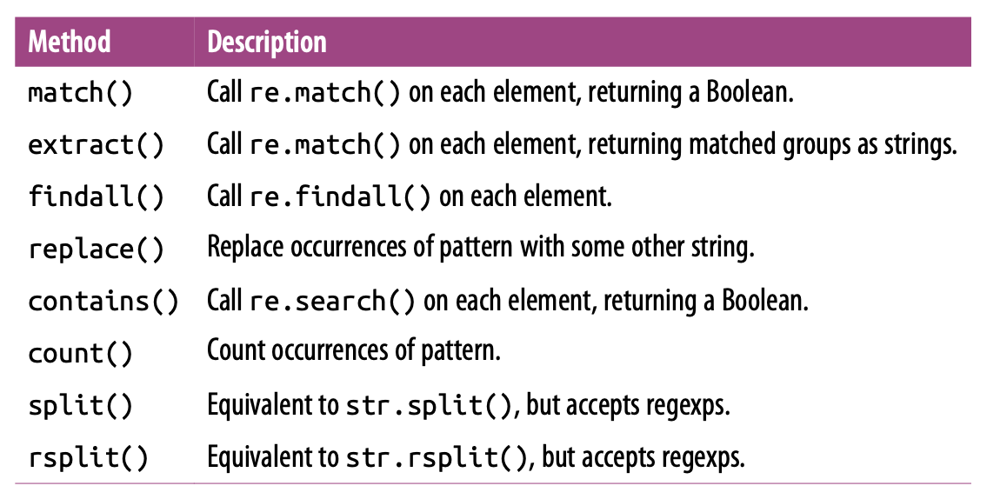 Method Description
match() Call re.match() on each element, returning a Boolean.
extract() Call re.match() on each element, returning matched groups as strings.
findall() Call re.findall() on each element.
replace() Replace occurrences of pattern with some other string.
contains() Call re.search() on each element, returning a Boolean.
count() Count occurrences of pattern.
split() Equivalent to str.split(), but accepts regexps.
rsplit() Equivalent to str.rsplit(), but accepts regexps.